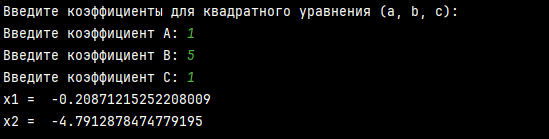 Введите коэффициенты для квадратного уравнения (a, b, c):
Введите коэффициент A: 1
Введите коэффициент B: 5
Введите коэффициент C: 1
x1 =  -0.20871215252208009
x2 =  -4.7912878474779195